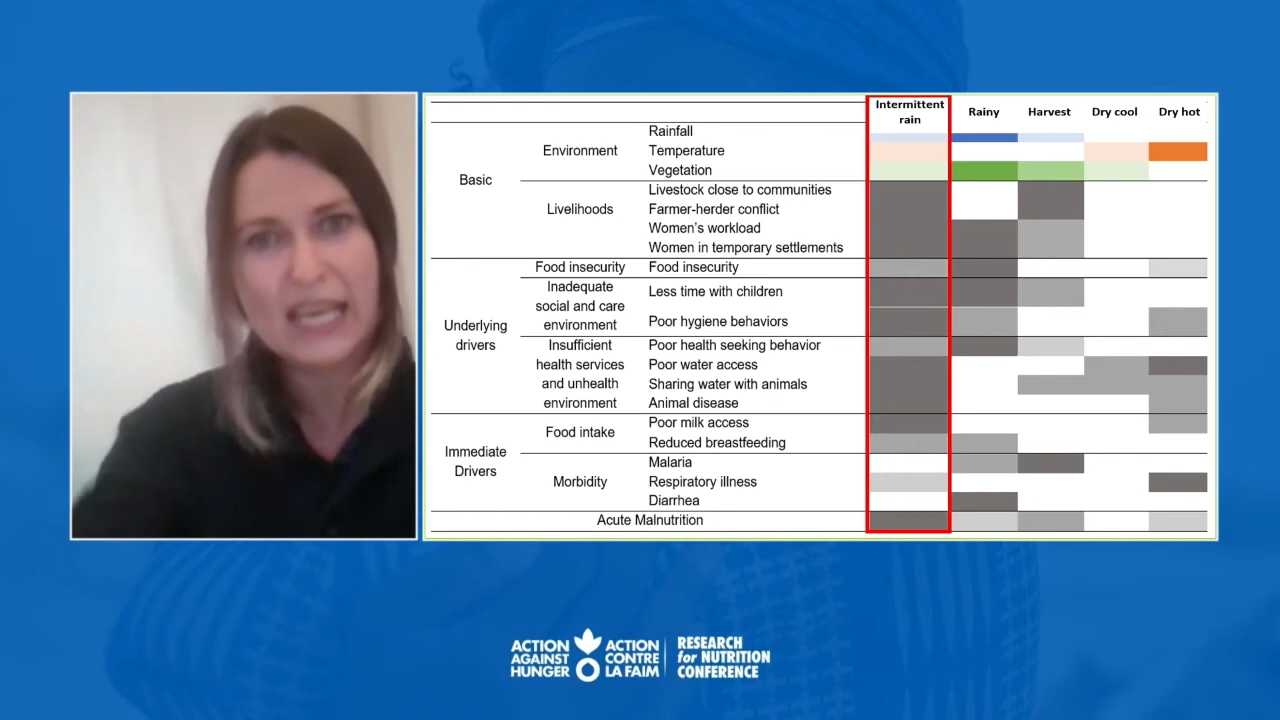 Intermittent
rain
Rainy
Harvest
Dry cool
Dry hot
Basic
Environment
Rainfall
Temperature
Vegetation
Livelihoods
Livestock close to communities
Farmer-herder conflict
Women's workload
Women in temporary settlements
Underlying
drivers
Food insecurity
Food insecurity
Inadequate
social and care
environment
Less time with children
Poor hygiene behaviors
Insufficient
health services
and unhealth
environment
Poor health seeking behavior
Poor water access
Sharing water with animals
Animal disease
Immediate
Drivers
Food intake
Poor milk access
Reduced breastfeeding
Morbidity
Malaria
Respiratory illness
Diarrhea
Acute Malnutrition
ACTION
AGAINST
HUNGER
ACTION
CONTRE
LA FAIM
RESEARCH
for NUTRITION
CONFERENCE